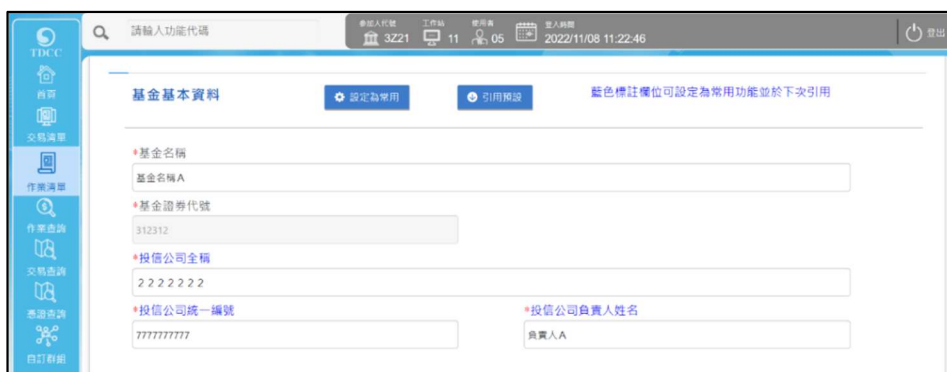 TDCC
請輸入功能代碼
參加人代號 工作站 使用者 登入時間
3Z21 11 05 2022/11/08 11:22:46
登出
首頁
交易清單
作業清單
作業查詢
交易查詢
憑證查詢
自訂群組
基金基本資料
設定為常用
引用預設
藍色標註欄位可設定為常用功能並於下次引用
*基金名稱
基金名稱A
*基金證券代號
312312
*投信公司全稱
２２２２２２２
*投信公司統一編號 *投信公司負責人姓名
7777777777 負責人A